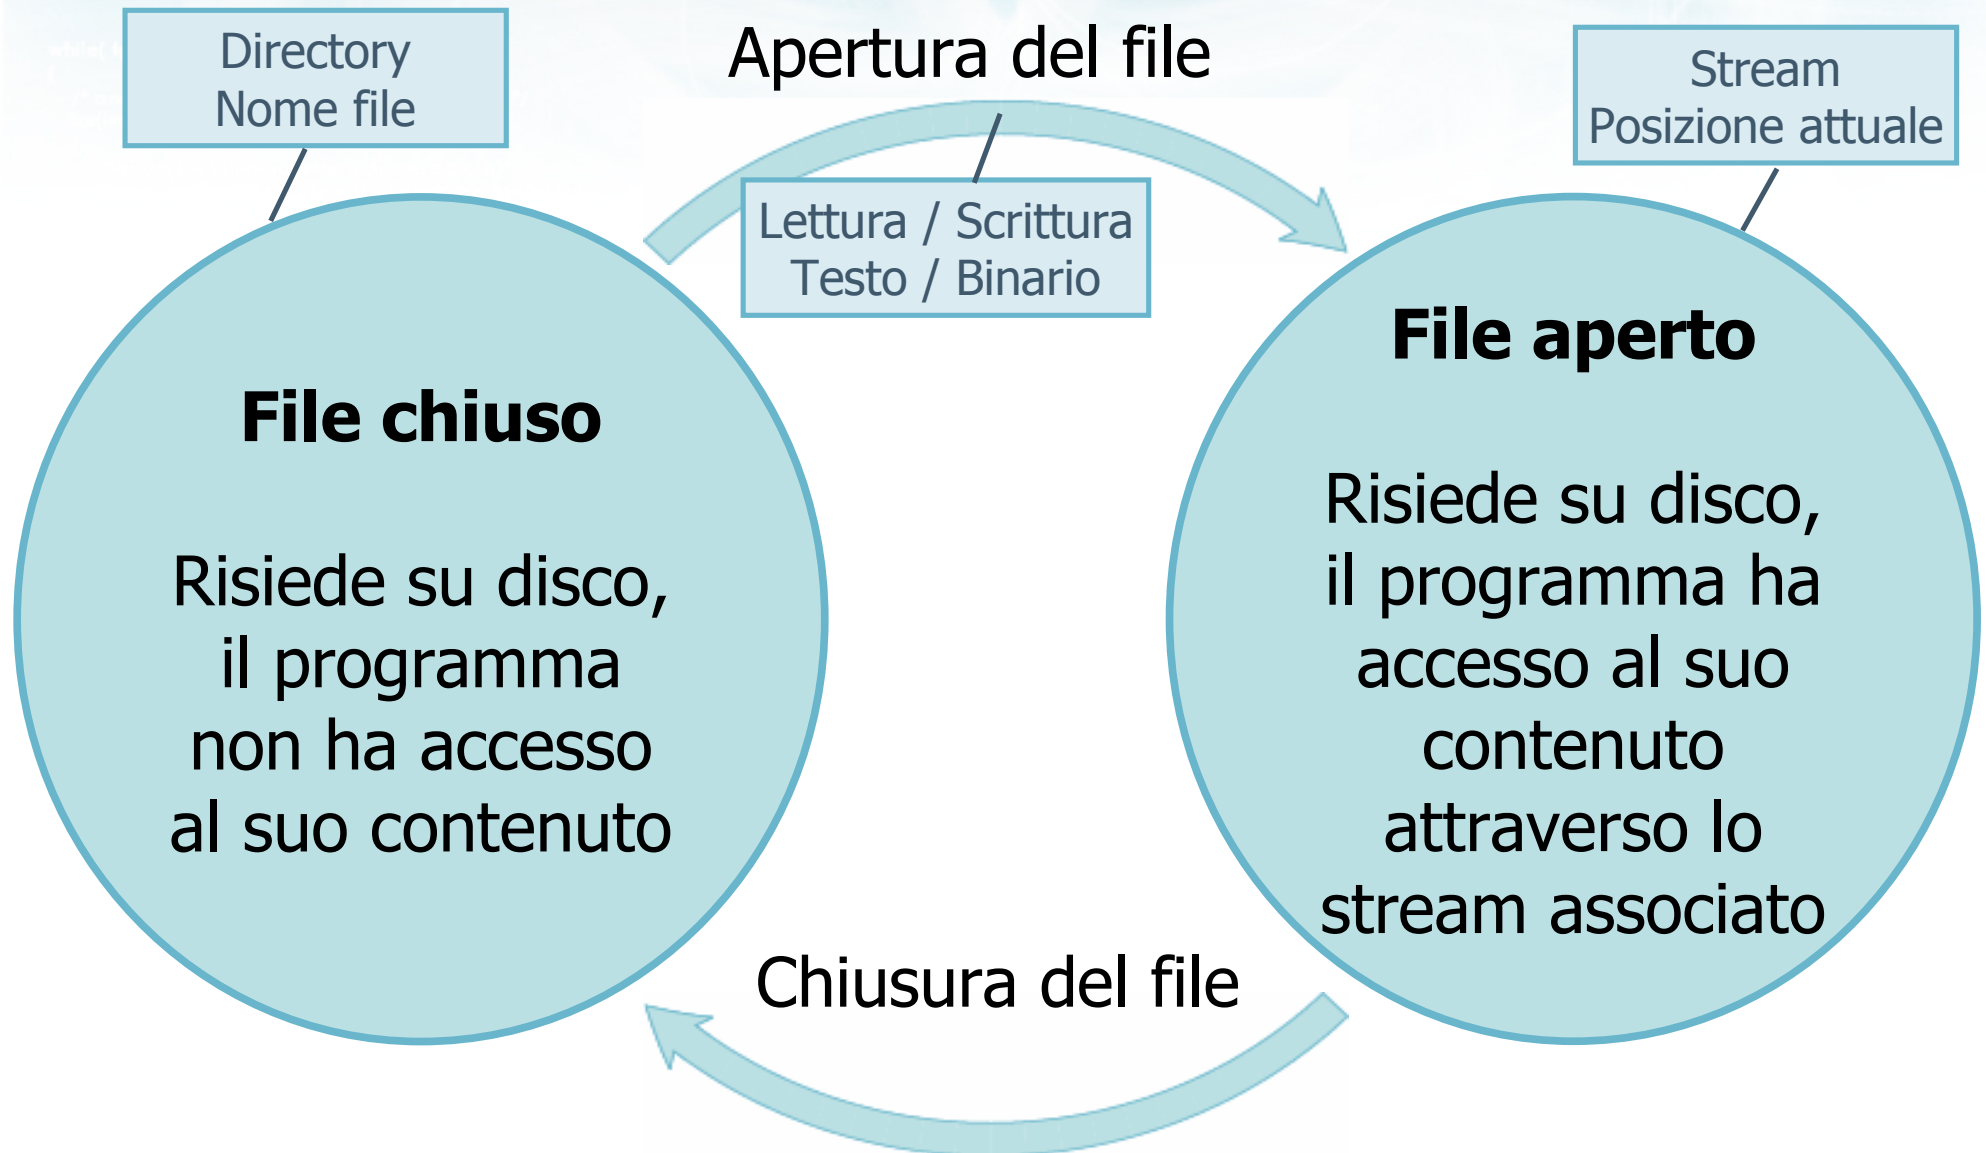 Directory
Nome file
Apertura del file
Stream
Posizione attuale
Lettura / Scrittura
Testo / Binario
File chiuso
Risiede su disco,
il programma
non ha accesso
al suo contenuto
File aperto
Risiede su disco,
il programma ha
accesso al suo
contenuto
attraverso lo
stream associato
Chiusura del file